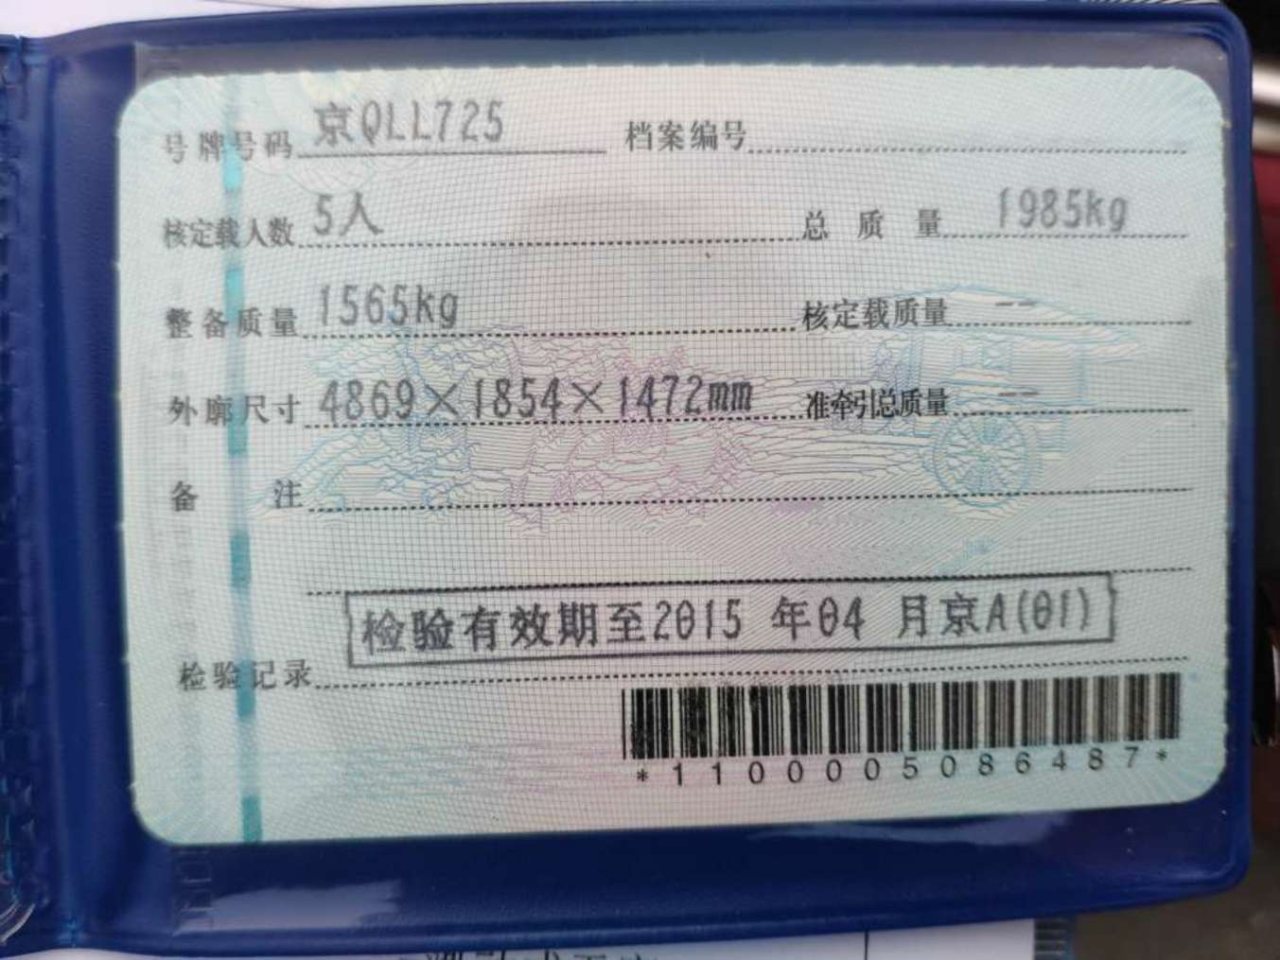 号牌号码 京QLL725 档案编号
核定载人数 5人 总质量 1985kg
整备质量 1565kg 核定载质量 --
外廓尺寸 4869×1854×1472mm 准牵引总质量 --
备注
检验有效期至2015 年04 月京A(01)
检验记录
*1100005086487*